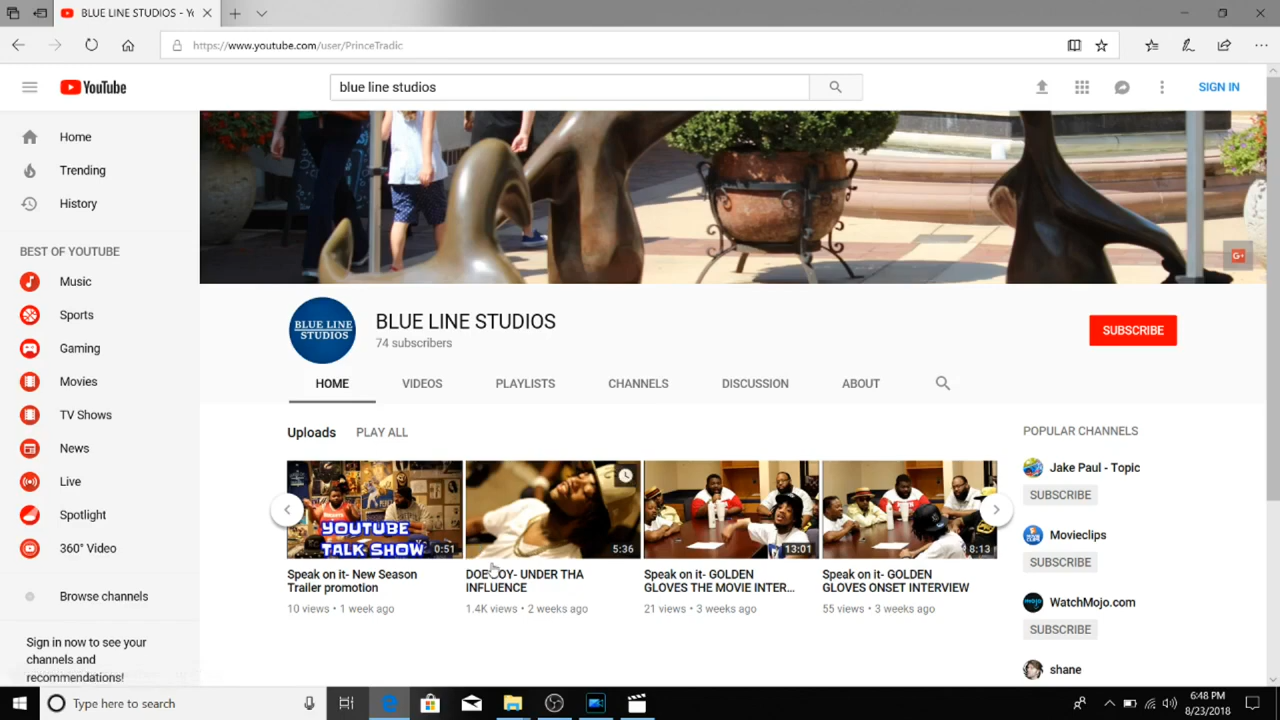 BLUE LINE STUDIOS - Yo
https://www.youtube.com/user/PrinceTradic
YouTube
blue line studios
SIGN IN
Home
Trending
History
BEST OF YOUTUBE
Music
Sports
Gaming
Movies
TV Shows
News
Live
Spotlight
360° Video
Browse channels
Sign in now to see your
channels and
recommendations!
G+
BLUE LINE
STUDIOS
BLUE LINE STUDIOS
74 subscribers
SUBSCRIBE
HOME VIDEOS PLAYLISTS CHANNELS DISCUSSION ABOUT
Uploads PLAY ALL
YOUTUBE
TALK SHOW
0:51
5:36
13:01
8:13
Speak on it- New Season
Trailer promotion
10 views • 1 week ago
UNDER THA
INFLUENCE
1.4K views • 2 weeks ago
Speak on it- GOLDEN
GLOVES THE MOVIE INTER...
21 views • 3 weeks ago
Speak on it- GOLDEN
GLOVES ONSET INTERVIEW
55 views • 3 weeks ago
POPULAR CHANNELS
Jake Paul - Topic
SUBSCRIBE
Movieclips
SUBSCRIBE
mojo
WatchMojo.com
SUBSCRIBE
shane
Type here to search
6:48 PM
8/23/2018